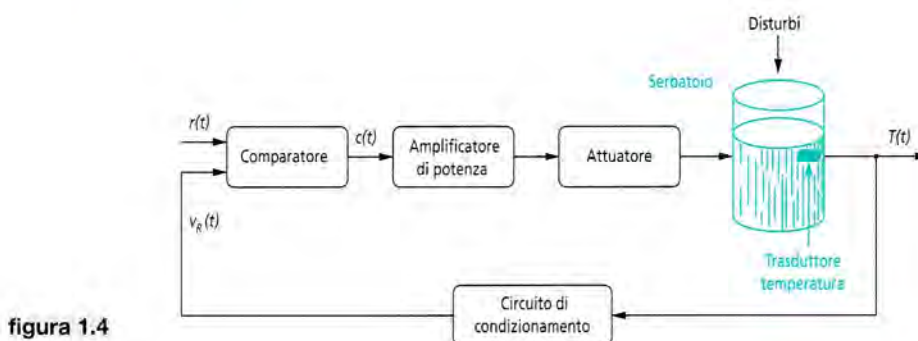 Disturbi
Serbatoio
r(t)
Comparatore
c(t)
Amplificatore
di potenza
Attuatore
T(t)
v_R(t)
Trasduttore
temperatura
Circuito di
condizionamento
figura 1.4